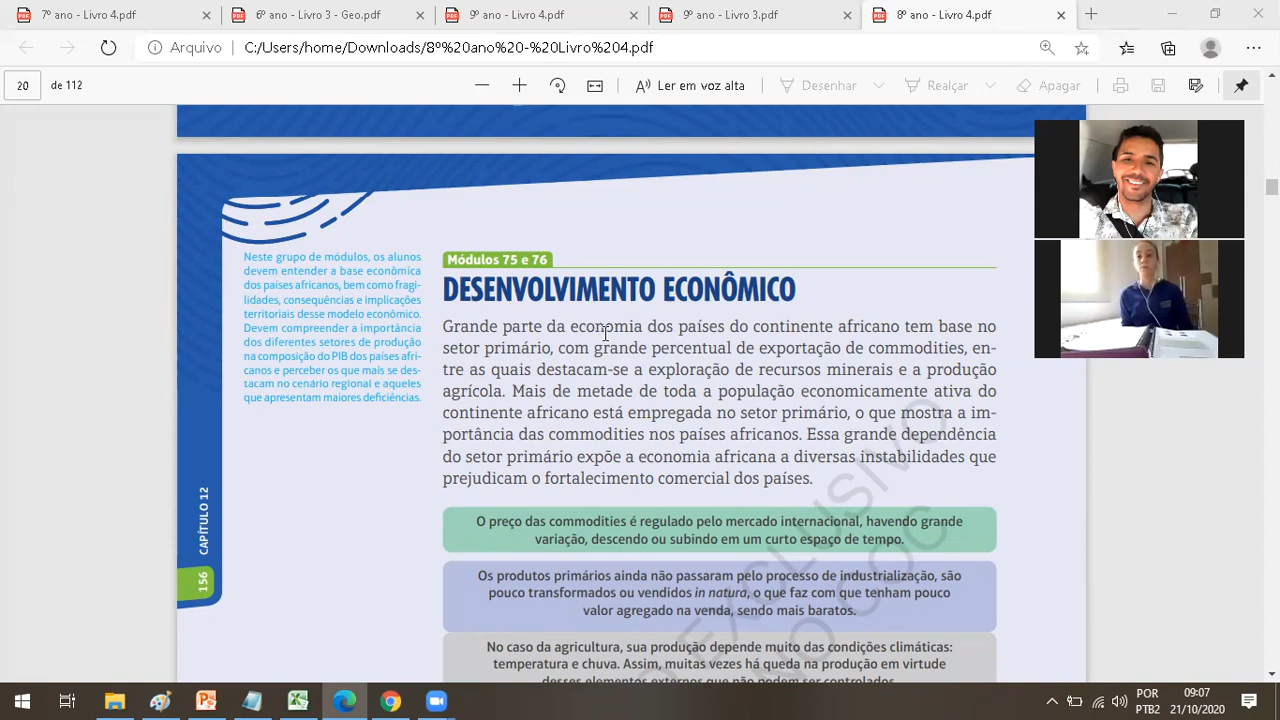 7º ano - Livro 4.pdf
6º ano - Livro 3 - Geo.pdf
9º ano - Livro 4.pdf
9º ano - Livro 3.pdf
8º ano - Livro 4.pdf
Arquivo
C:/Users/home/Downloads/8º%20ano%20-%20Livro%204.pdf
20
de 112
Ler em voz alta
Desenhar
Realçar
Apagar
Neste grupo de módulos, os alunos
devem entender a base econômica
dos países africanos, bem como fragi-
lidades, consequências e implicações
territoriais desse modelo econômico.
Devem compreender a importância
dos diferentes setores de produção
na composição do PIB dos países afri-
canos e perceber os que mais se des-
tacam no cenário regional e aqueles
que apresentam maiores deficiências.
CAPÍTULO 12
156
Módulos 75 e 76
DESENVOLVIMENTO ECONÔMICO
Grande parte da economia dos países do continente africano tem base no
setor primário, com grande percentual de exportação de commodities, en-
tre as quais destacam-se a exploração de recursos minerais e a produção
agrícola. Mais de metade de toda a população economicamente ativa do
continente africano está empregada no setor primário, o que mostra a im-
portância das commodities nos países africanos. Essa grande dependência
do setor primário expõe a economia africana a diversas instabilidades que
prejudicam o fortalecimento comercial dos países.
O preço das commodities é regulado pelo mercado internacional, havendo grande
variação, descendo ou subindo em um curto espaço de tempo.
Os produtos primários ainda não passaram pelo processo de industrialização, são
pouco transformados ou vendidos in natura, o que faz com que tenham pouco
valor agregado na venda, sendo mais baratos.
No caso da agricultura, sua produção depende muito das condições climáticas:
temperatura e chuva. Assim, muitas vezes há queda na produção em virtude
desses elementos externos que não podem ser controlados.
EXCLUSIVO
NO COC
POR
PTB2
09:07
21/10/2020